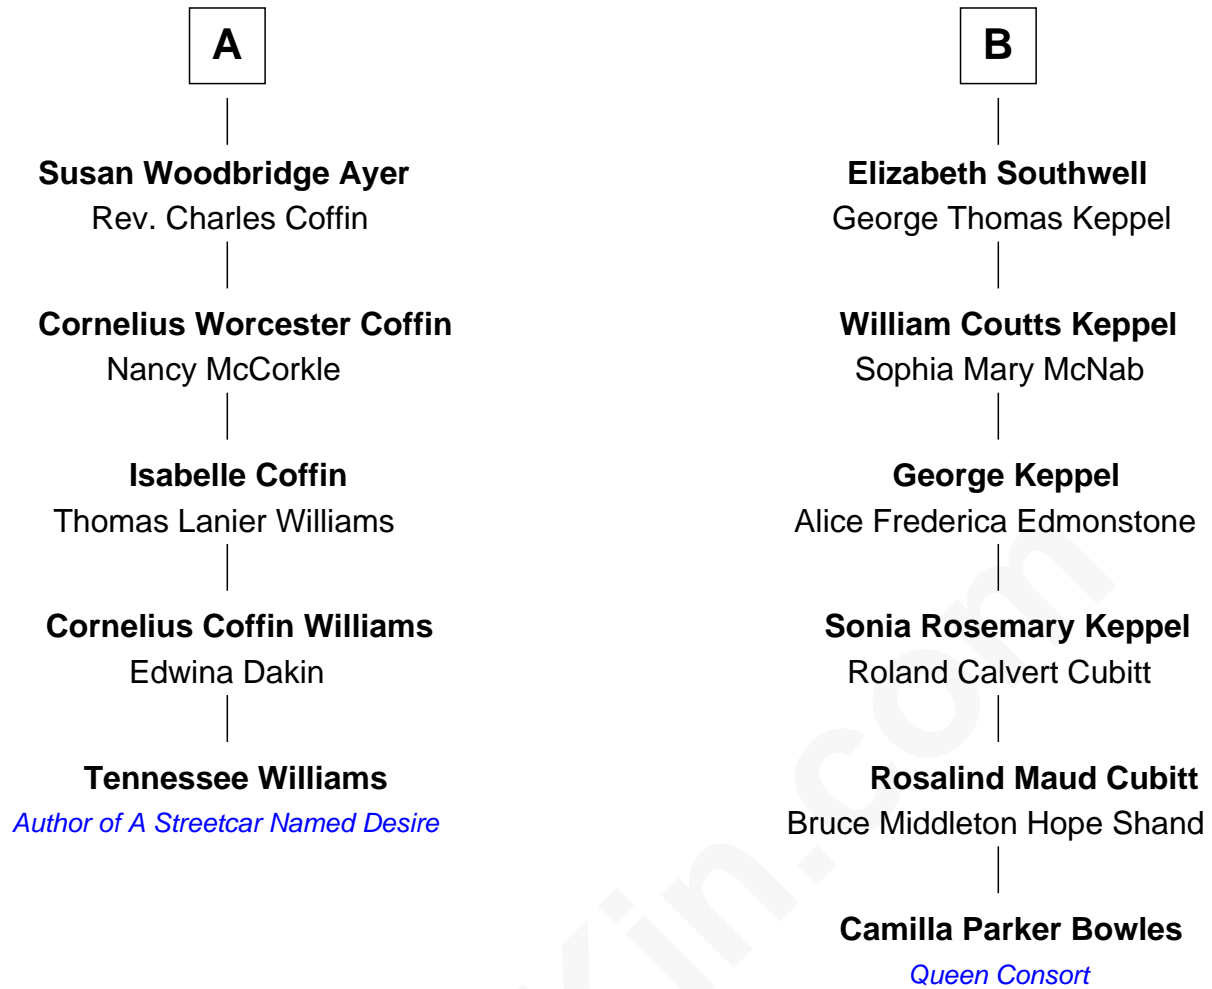 A
Susan Woodbridge Ayer
Rev. Charles Coffin
Cornelius Worcester Coffin
Nancy McCorkle
Isabelle Coffin
Thomas Lanier Williams
Cornelius Coffin Williams
Edwina Dakin
Tennessee Williams
Author of A Streetcar Named Desire
B
Elizabeth Southwell
George Thomas Keppel
William Coutts Keppel
Sophia Mary McNab
George Keppel
Alice Frederica Edmonstone
Sonia Rosemary Keppel
Roland Calvert Cubitt
Rosalind Maud Cubitt
Bruce Middleton Hope Shand
Camilla Parker Bowles
Queen Consort
Kin.com